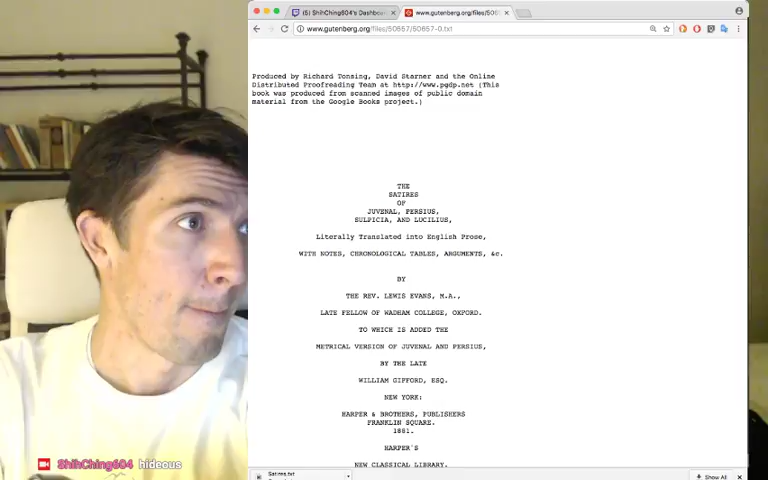 (5) ShihChing604's Dashboa
www.gutenberg.org/files/508
www.gutenberg.org/files/50657/50657-0.txt
Produced by Richard Tonsing, David Starner and the Online
Distributed Proofreading Team at http://www.pgdp.net (This
book was produced from scanned images of public domain
material from the Google Books project.)
THE
SATIRES
OF
JUVENAL, PERSIUS,
SULPICIA, AND LUCILIUS,
Literally Translated into English Prose,
WITH NOTES, CHRONOLOGICAL TABLES, ARGUMENTS, &c.
BY
THE REV. LEWIS EVANS, M.A.,
LATE FELLOW OF WADHAM COLLEGE, OXFORD.
TO WHICH IS ADDED THE
METRICAL VERSION OF JUVENAL AND PERSIUS,
BY THE LATE
WILLIAM GIFFORD, ESQ.
NEW YORK:
HARPER & BROTHERS, PUBLISHERS
FRANKLIN SQUARE.
1881.
HARPER'S
NEW CLASSICAL LIBRARY.
ShihChing604 hideous
Satires.txt
Show All